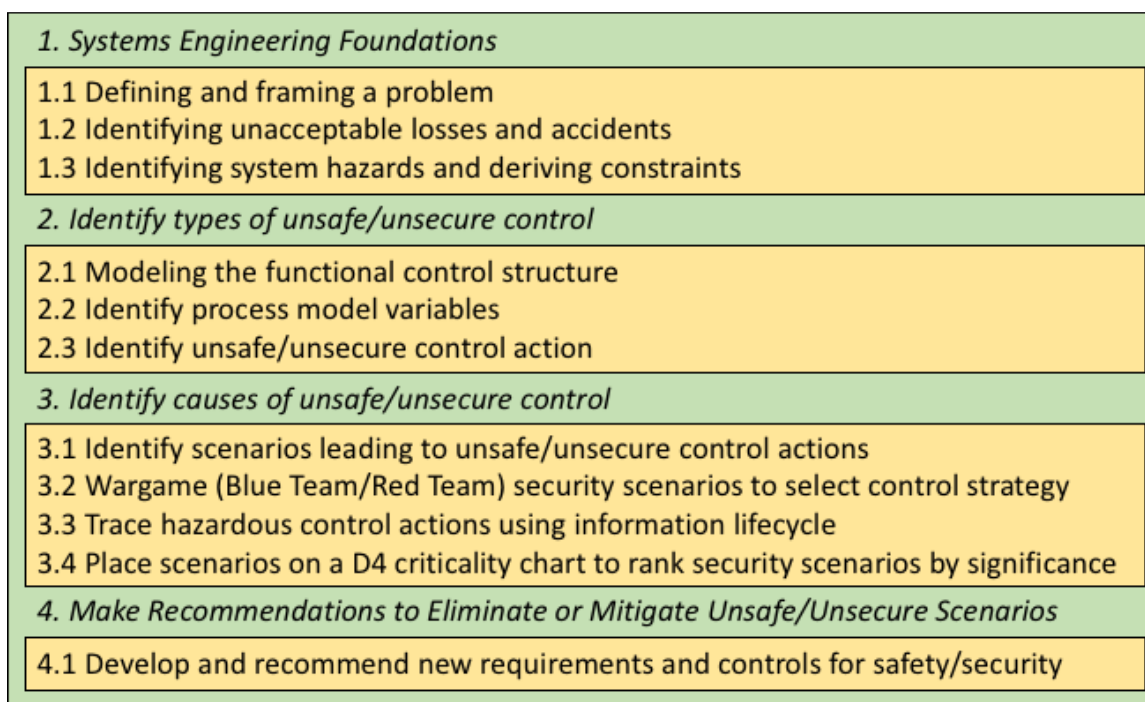 1. Systems Engineering Foundations
1.1 Defining and framing a problem
1.2 Identifying unacceptable losses and accidents
1.3 Identifying system hazards and deriving constraints
2. Identify types of unsafe/unsecure control
2.1 Modeling the functional control structure
2.2 Identify process model variables
2.3 Identify unsafe/unsecure control action
3. Identify causes of unsafe/unsecure control
3.1 Identify scenarios leading to unsafe/unsecure control actions
3.2 Wargame (Blue Team/Red Team) security scenarios to select control strategy
3.3 Trace hazardous control actions using information lifecycle
3.4 Place scenarios on a D4 criticality chart to rank security scenarios by significance
4. Make Recommendations to Eliminate or Mitigate Unsafe/Unsecure Scenarios
4.1 Develop and recommend new requirements and controls for safety/security